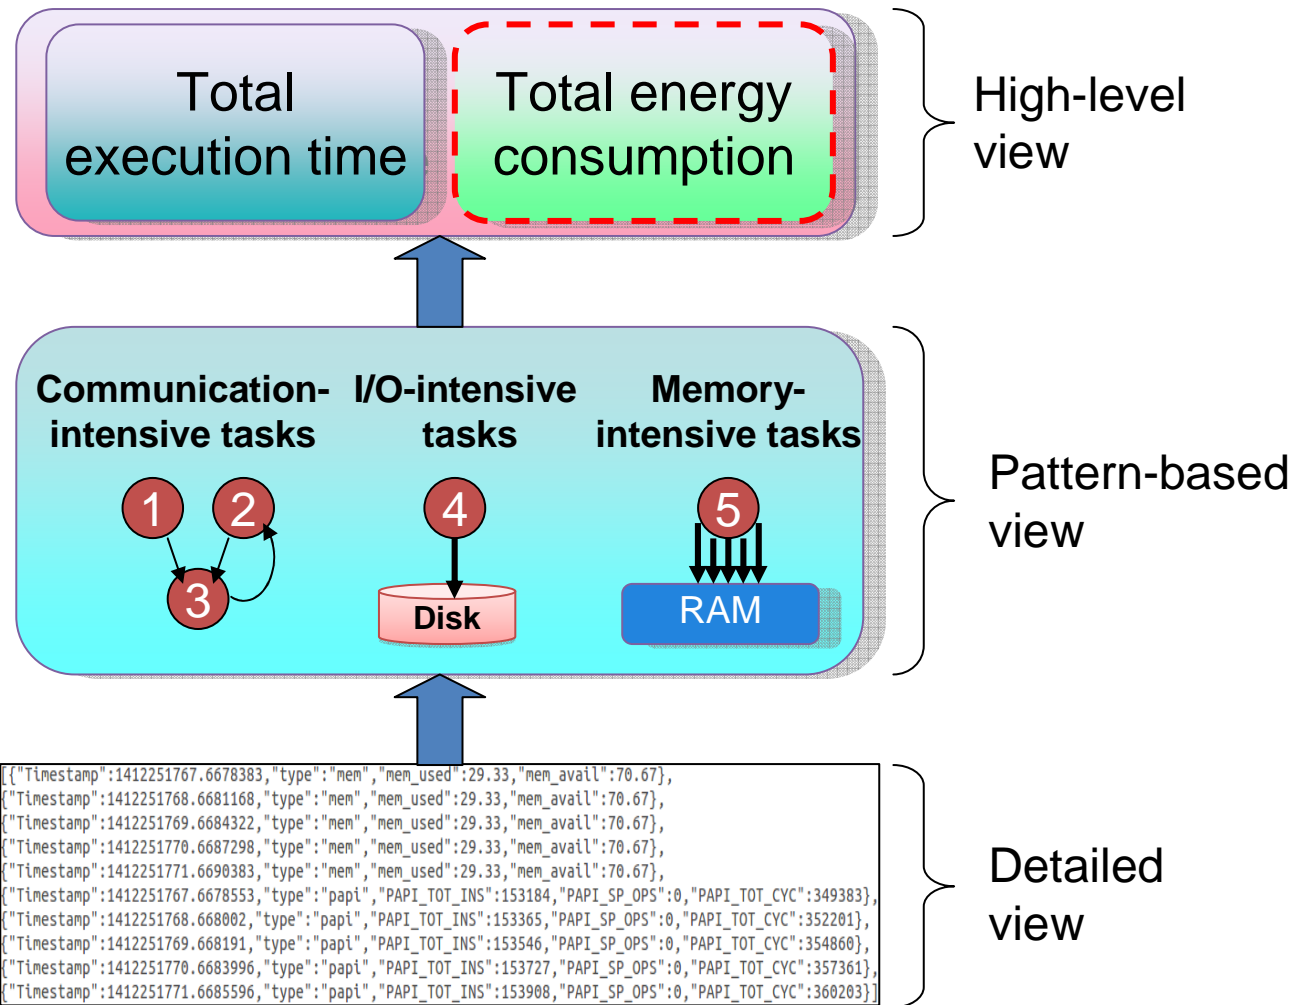 Total
execution time
Total energy
consumption
High-level
view
Communication-
intensive tasks
I/O-intensive
tasks
Memory-
intensive tasks
1
2
3
4
Disk
5
RAM
Pattern-based
view
[{"Timestamp":1412251767.6678383,"type":"mem","mem_used":29.33,"mem_avail":70.67},
{"Timestamp":1412251768.6681168,"type":"mem","mem_used":29.33,"mem_avail":70.67},
{"Timestamp":1412251769.6684322,"type":"mem","mem_used":29.33,"mem_avail":70.67},
{"Timestamp":1412251770.6687298,"type":"mem","mem_used":29.33,"mem_avail":70.67},
{"Timestamp":1412251771.6690383,"type":"mem","mem_used":29.33,"mem_avail":70.67},
{"Timestamp":1412251767.6678553,"type":"papi","PAPI_TOT_INS":153184,"PAPI_SP_OPS":0,"PAPI_TOT_CYC":349383},
{"Timestamp":1412251768.668002,"type":"papi","PAPI_TOT_INS":153365,"PAPI_SP_OPS":0,"PAPI_TOT_CYC":352201},
{"Timestamp":1412251769.668191,"type":"papi","PAPI_TOT_INS":153546,"PAPI_SP_OPS":0,"PAPI_TOT_CYC":354860},
{"Timestamp":1412251770.6683996,"type":"papi","PAPI_TOT_INS":153727,"PAPI_SP_OPS":0,"PAPI_TOT_CYC":357361},
{"Timestamp":1412251771.6685596,"type":"papi","PAPI_TOT_INS":153908,"PAPI_SP_OPS":0,"PAPI_TOT_CYC":360203}]
Detailed
view